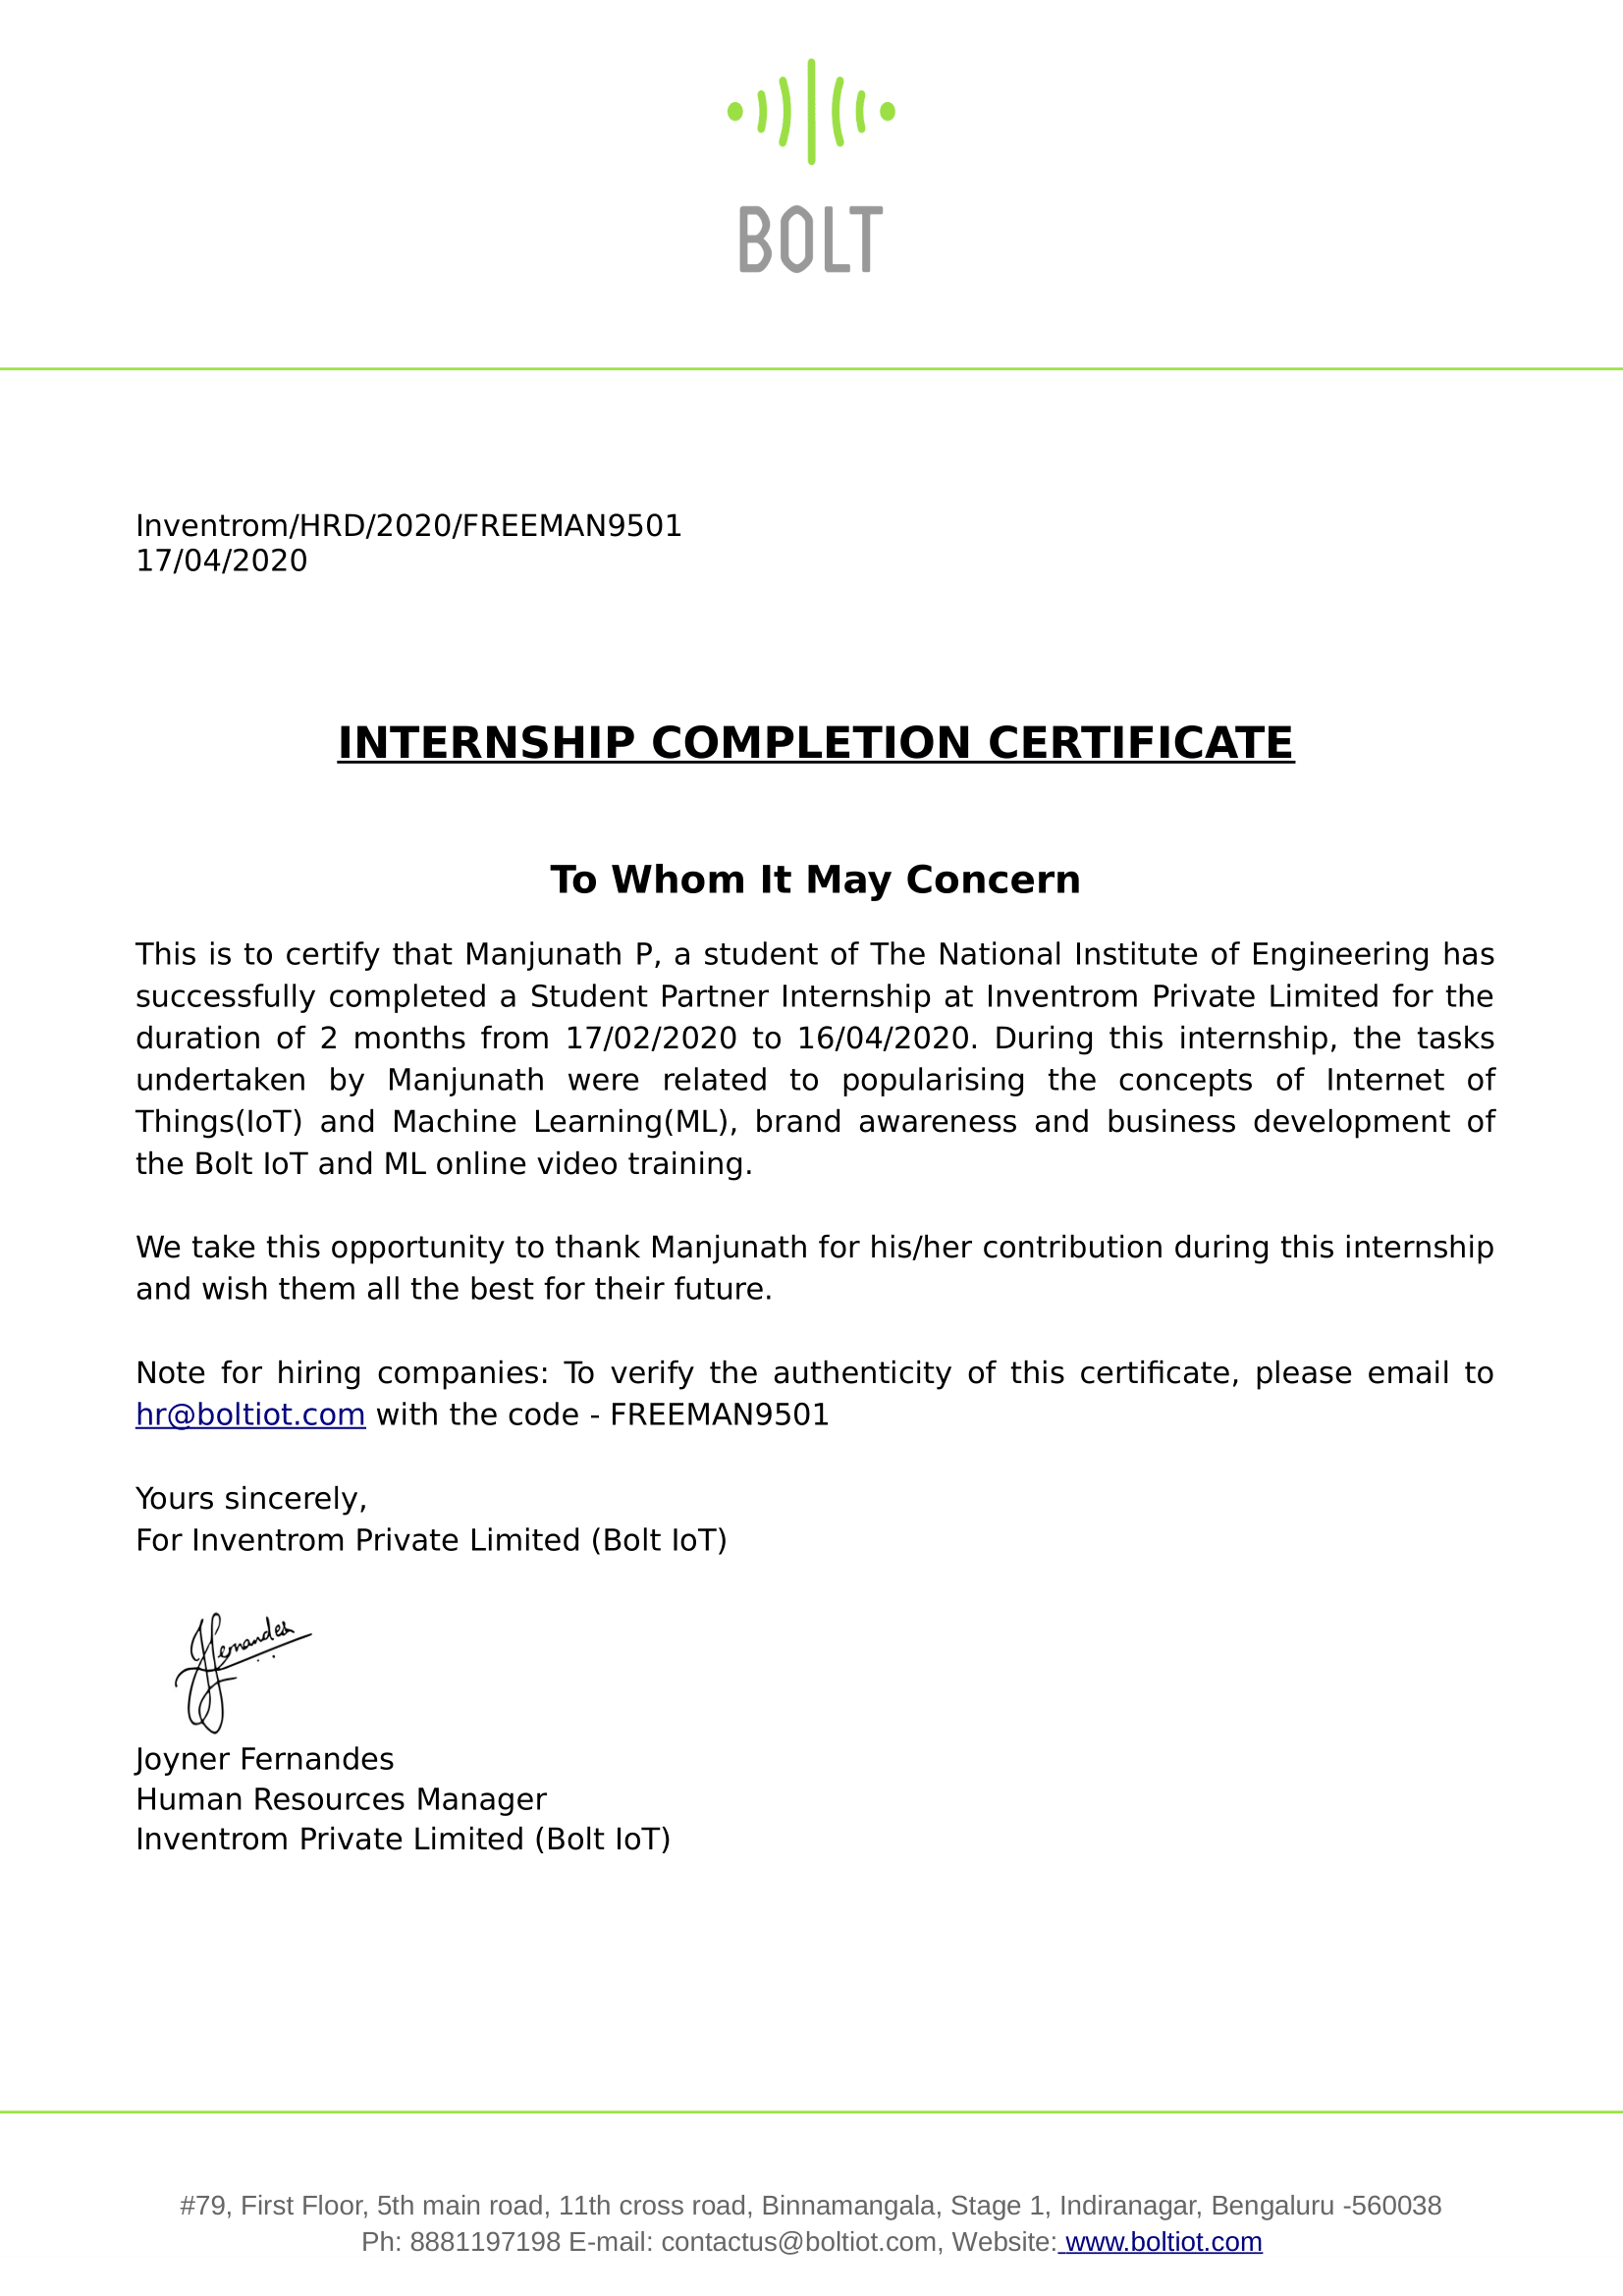 BOLT
Inventrom/HRD/2020/FREEMAN9501
17/04/2020
INTERNSHIP COMPLETION CERTIFICATE
To Whom It May Concern
This is to certify that Manjunath P, a student of The National Institute of Engineering has
successfully completed a Student Partner Internship at Inventrom Private Limited for the
duration of 2 months from 17/02/2020 to 16/04/2020. During this internship, the tasks
undertaken by Manjunath were related to popularising the concepts of Internet of
Things(IoT) and Machine Learning(ML), brand awareness and business development of
the Bolt IoT and ML online video training.
We take this opportunity to thank Manjunath for his/her contribution during this internship
and wish them all the best for their future.
Note for hiring companies: To verify the authenticity of this certificate, please email to
hr@boltiot.com with the code - FREEMAN9501
Yours sincerely,
For Inventrom Private Limited (Bolt IoT)
JFernandes
Joyner Fernandes
Human Resources Manager
Inventrom Private Limited (Bolt IoT)
#79, First Floor, 5th main road, 11th cross road, Binnamangala, Stage 1, Indiranagar, Bengaluru -560038
Ph: 8881197198 E-mail: contactus@boltiot.com, Website: www.boltiot.com